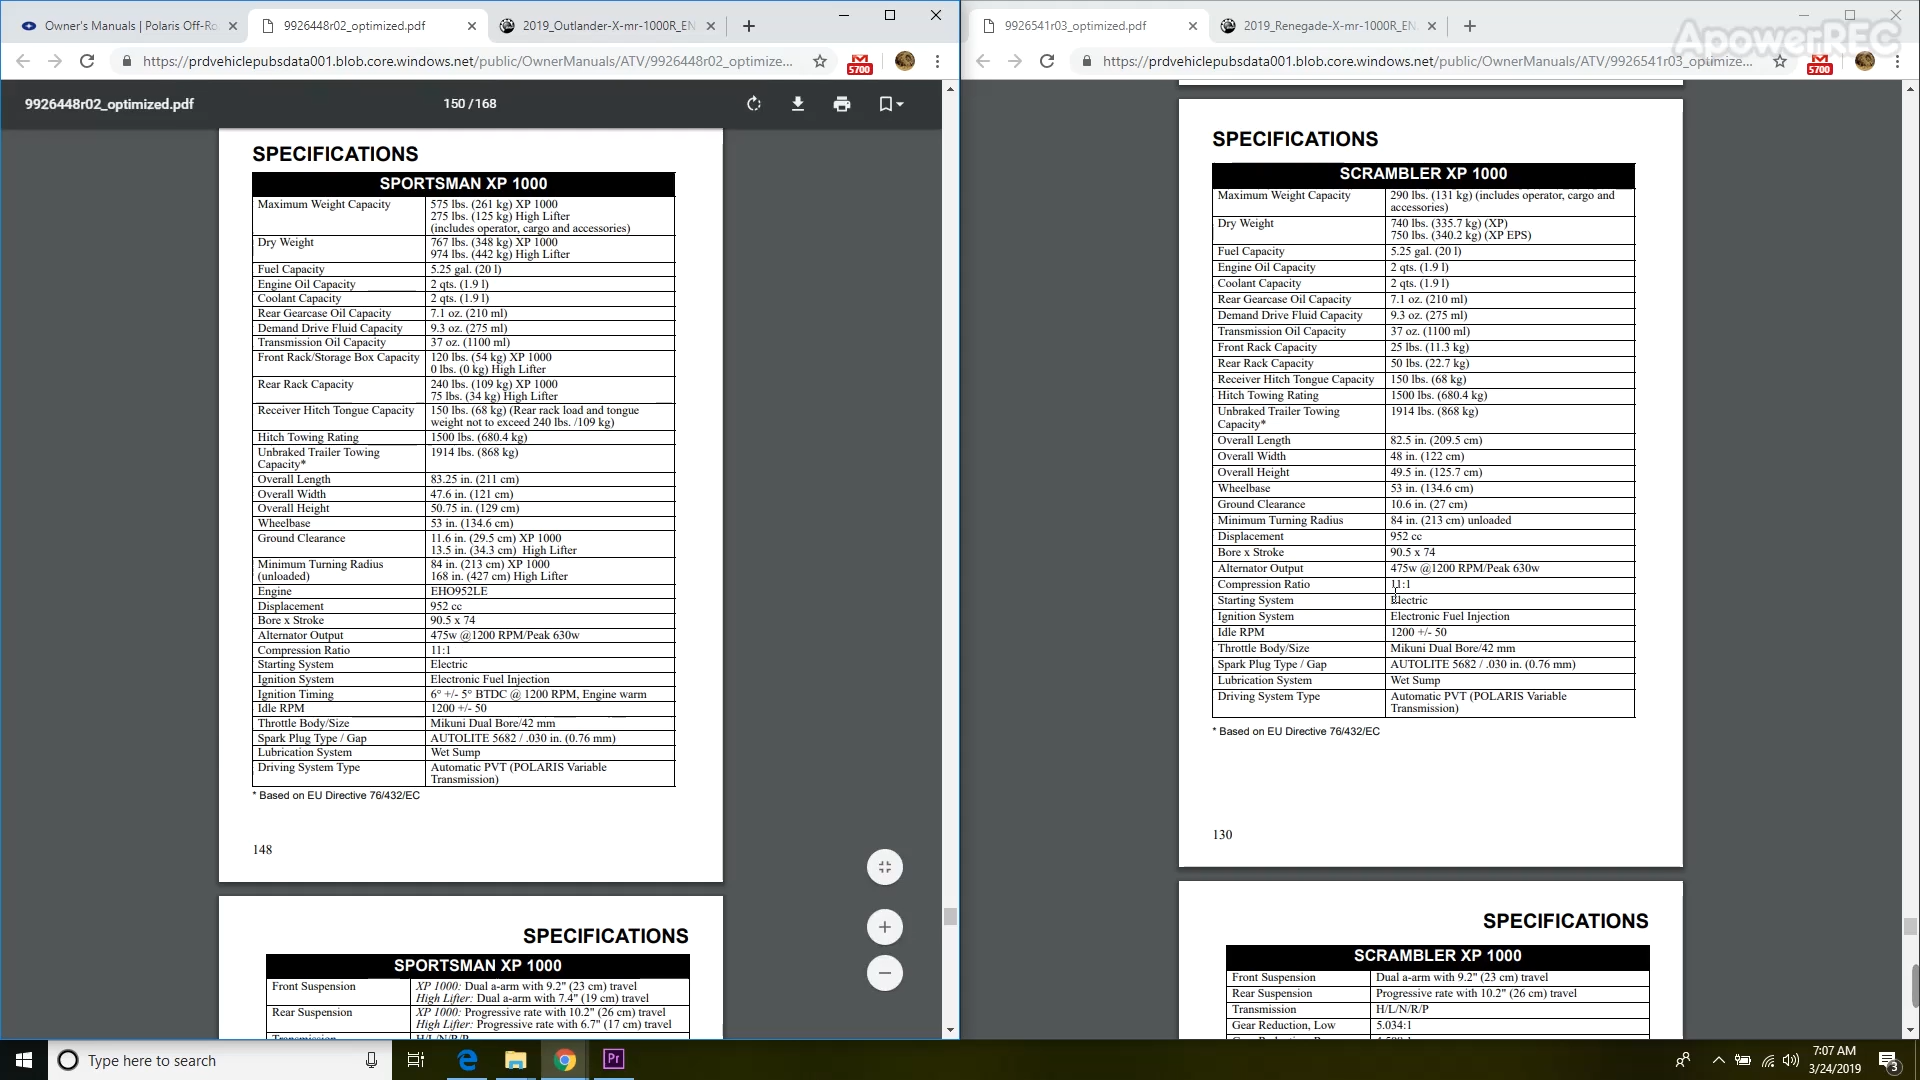 Owner's Manuals | Polaris Off-Ro
9926448r02_optimized.pdf
2019_Outlander-X-mr-1000R_EN
https://prdvehiclepubsdata001.blob.core.windows.net/public/OwnerManuals/ATV/9926448r02_optimize...
5700
9926448r02_optimized.pdf
150 / 168
SPECIFICATIONS
SPORTSMAN XP 1000
Maximum Weight Capacity 575 lbs. (261 kg) XP 1000
275 lbs. (125 kg) High Lifter
(includes operator, cargo and accessories)
Dry Weight 767 lbs. (348 kg) XP 1000
974 lbs. (442 kg) High Lifter
Fuel Capacity 5.25 gal. (20 l)
Engine Oil Capacity 2 qts. (1.9 l)
Coolant Capacity 2 qts. (1.9 l)
Rear Gearcase Oil Capacity 7.1 oz. (210 ml)
Demand Drive Fluid Capacity 9.3 oz. (275 ml)
Transmission Oil Capacity 37 oz. (1100 ml)
Front Rack/Storage Box Capacity 120 lbs. (54 kg) XP 1000
0 lbs. (0 kg) High Lifter
Rear Rack Capacity 240 lbs. (109 kg) XP 1000
75 lbs. (34 kg) High Lifter
Receiver Hitch Tongue Capacity 150 lbs. (68 kg) (Rear rack load and tongue
weight not to exceed 240 lbs. /109 kg)
Hitch Towing Rating 1500 lbs. (680.4 kg)
Unbraked Trailer Towing 1914 lbs. (868 kg)
Capacity*
Overall Length 83.25 in. (211 cm)
Overall Width 47.6 in. (121 cm)
Overall Height 50.75 in. (129 cm)
Wheelbase 53 in. (134.6 cm)
Ground Clearance 11.6 in. (29.5 cm) XP 1000
13.5 in. (34.3 cm) High Lifter
Minimum Turning Radius 84 in. (213 cm) XP 1000
(unloaded) 168 in. (427 cm) High Lifter
Engine EHO952LE
Displacement 952 cc
Bore x Stroke 90.5 x 74
Alternator Output 475w @1200 RPM/Peak 630w
Compression Ratio 11:1
Starting System Electric
Ignition System Electronic Fuel Injection
Ignition Timing 6° +/- 5° BTDC @ 1200 RPM, Engine warm
Idle RPM 1200 +/- 50
Throttle Body/Size Mikuni Dual Bore/42 mm
Spark Plug Type / Gap AUTOLITE 5682 / .030 in. (0.76 mm)
Lubrication System Wet Sump
Driving System Type Automatic PVT (POLARIS Variable
Transmission)
* Based on EU Directive 76/432/EC
148
SPECIFICATIONS
SPORTSMAN XP 1000
Front Suspension XP 1000: Dual a-arm with 9.2" (23 cm) travel
High Lifter: Dual a-arm with 7.4" (19 cm) travel
Rear Suspension XP 1000: Progressive rate with 10.2" (26 cm) travel
High Lifter: Progressive rate with 6.7" (17 cm) travel
Transmission H/L/N/R/P
9926541r03_optimized.pdf
2019_Renegade-X-mr-1000R_EN
ApowerREC
https://prdvehiclepubsdata001.blob.core.windows.net/public/OwnerManuals/ATV/9926541r03_optimize...
5700
SPECIFICATIONS
SCRAMBLER XP 1000
Maximum Weight Capacity 290 lbs. (131 kg) (includes operator, cargo and
accessories)
Dry Weight 740 lbs. (335.7 kg) (XP)
750 lbs. (340.2 kg) (XP EPS)
Fuel Capacity 5.25 gal. (20 l)
Engine Oil Capacity 2 qts. (1.9 l)
Coolant Capacity 2 qts. (1.9 l)
Rear Gearcase Oil Capacity 7.1 oz. (210 ml)
Demand Drive Fluid Capacity 9.3 oz. (275 ml)
Transmission Oil Capacity 37 oz. (1100 ml)
Front Rack Capacity 25 lbs. (11.3 kg)
Rear Rack Capacity 50 lbs. (22.7 kg)
Receiver Hitch Tongue Capacity 150 lbs. (68 kg)
Hitch Towing Rating 1500 lbs. (680.4 kg)
Unbraked Trailer Towing 1914 lbs. (868 kg)
Capacity*
Overall Length 82.5 in. (209.5 cm)
Overall Width 48 in. (122 cm)
Overall Height 49.5 in. (125.7 cm)
Wheelbase 53 in. (134.6 cm)
Ground Clearance 10.6 in. (27 cm)
Minimum Turning Radius 84 in. (213 cm) unloaded
Displacement 952 cc
Bore x Stroke 90.5 x 74
Alternator Output 475w @1200 RPM/Peak 630w
Compression Ratio 11:1
Starting System Electric
Ignition System Electronic Fuel Injection
Idle RPM 1200 +/- 50
Throttle Body/Size Mikuni Dual Bore/42 mm
Spark Plug Type / Gap AUTOLITE 5682 / .030 in. (0.76 mm)
Lubrication System Wet Sump
Driving System Type Automatic PVT (POLARIS Variable
Transmission)
* Based on EU Directive 76/432/EC
130
SPECIFICATIONS
SCRAMBLER XP 1000
Front Suspension Dual a-arm with 9.2" (23 cm) travel
Rear Suspension Progressive rate with 10.2" (26 cm) travel
Transmission H/L/N/R/P
Gear Reduction, Low 5.034:1
Type here to search
Pr
7:07 AM
3/24/2019
3